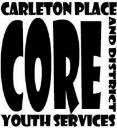 CARLETON PLACE
AND DISTRICT
CORE
YOUTH SERVICES